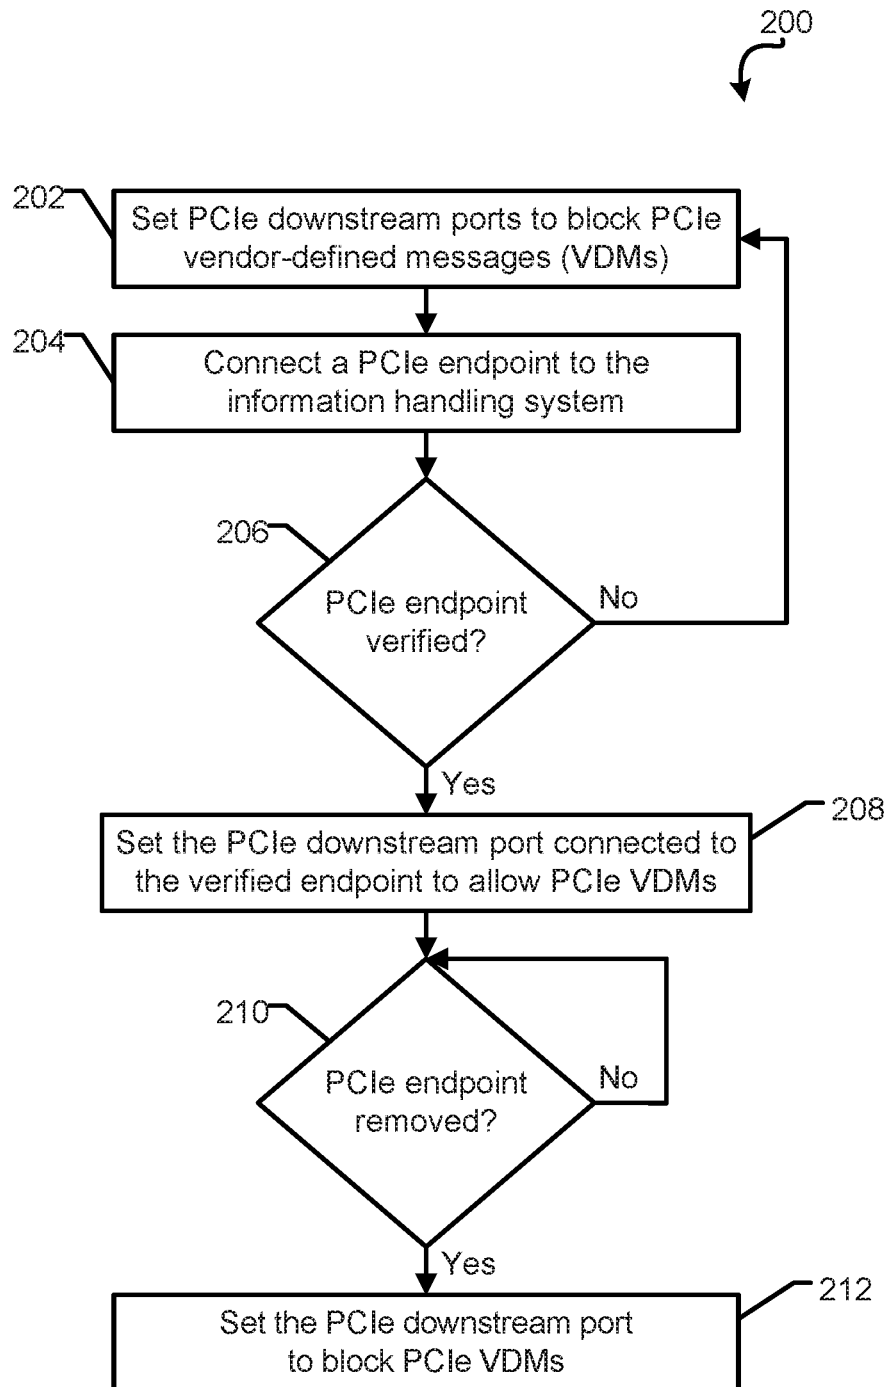 200
202
Set PCIe downstream ports to block PCIe
vendor-defined messages (VDMs)
204
Connect a PCIe endpoint to the
information handling system
206
PCIe endpoint
verified?
No
Yes
208
Set the PCIe downstream port connected to
the verified endpoint to allow PCIe VDMs
210
PCIe endpoint
removed?
No
Yes
212
Set the PCIe downstream port
to block PCIe VDMs